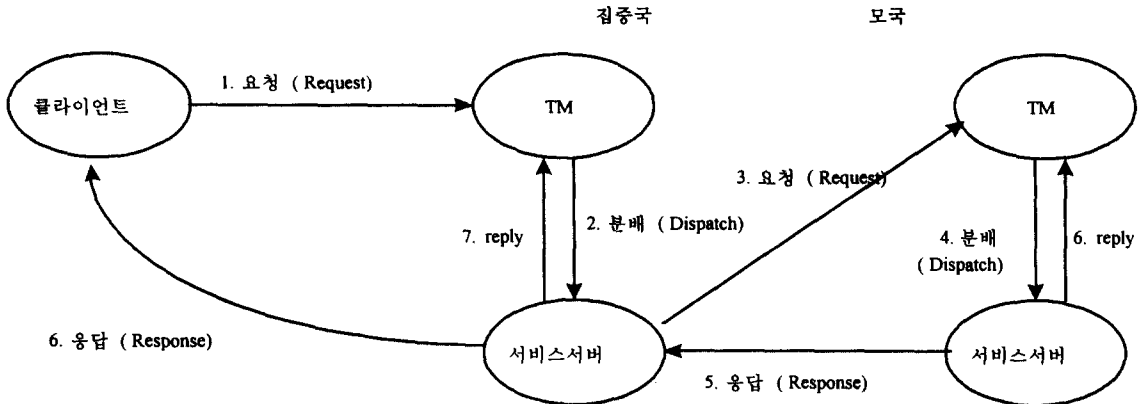 집중국 모국
클라이언트
1. 요청 ( Request)
TM
TM
3. 요청 ( Request)
7. reply
2. 분배 ( Dispatch)
4. 분배
( Dispatch)
6. reply
6. 응답 ( Response)
서비스서버
서비스서버
5. 응답 ( Response)